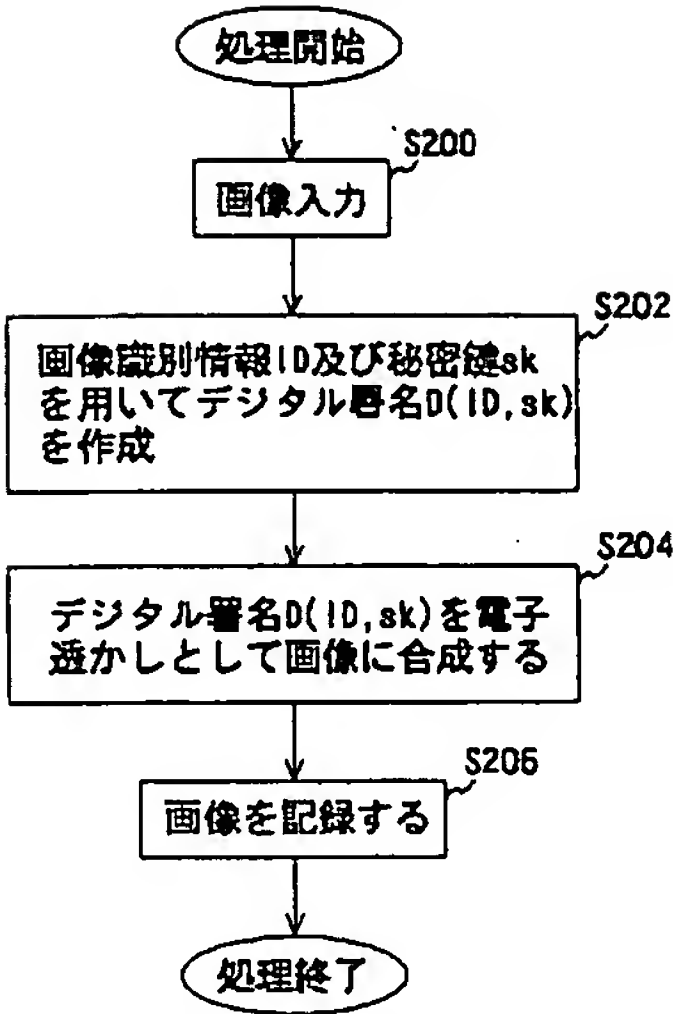 処理開始
S200
画像入力
S202
画像識別情報ID及び秘密鍵sk
を用いてデジタル署名D(ID,sk)
を作成
S204
デジタル署名D(ID,sk)を電子
透かしとして画像に合成する
S206
画像を記録する
処理終了